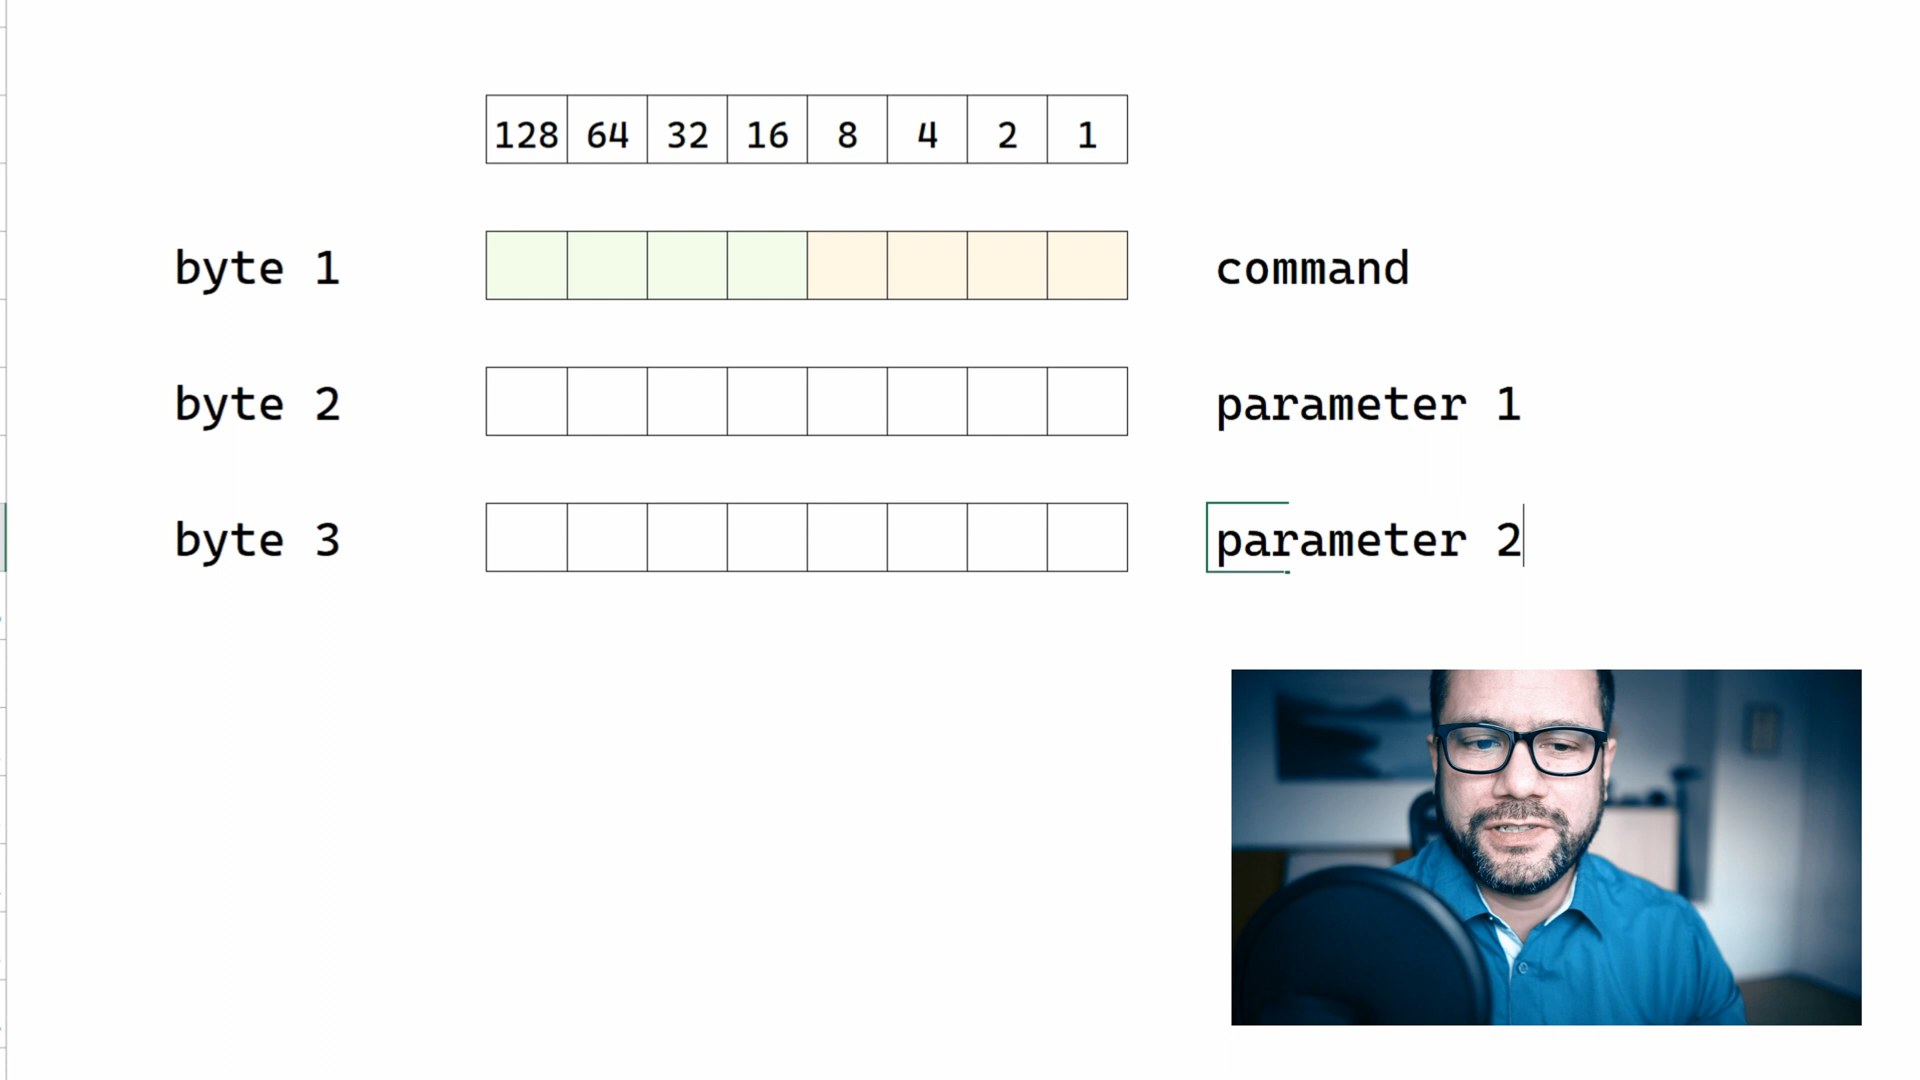 128 64 32 16 8 4 2 1
byte 1 command
byte 2 parameter 1
byte 3 parameter 2